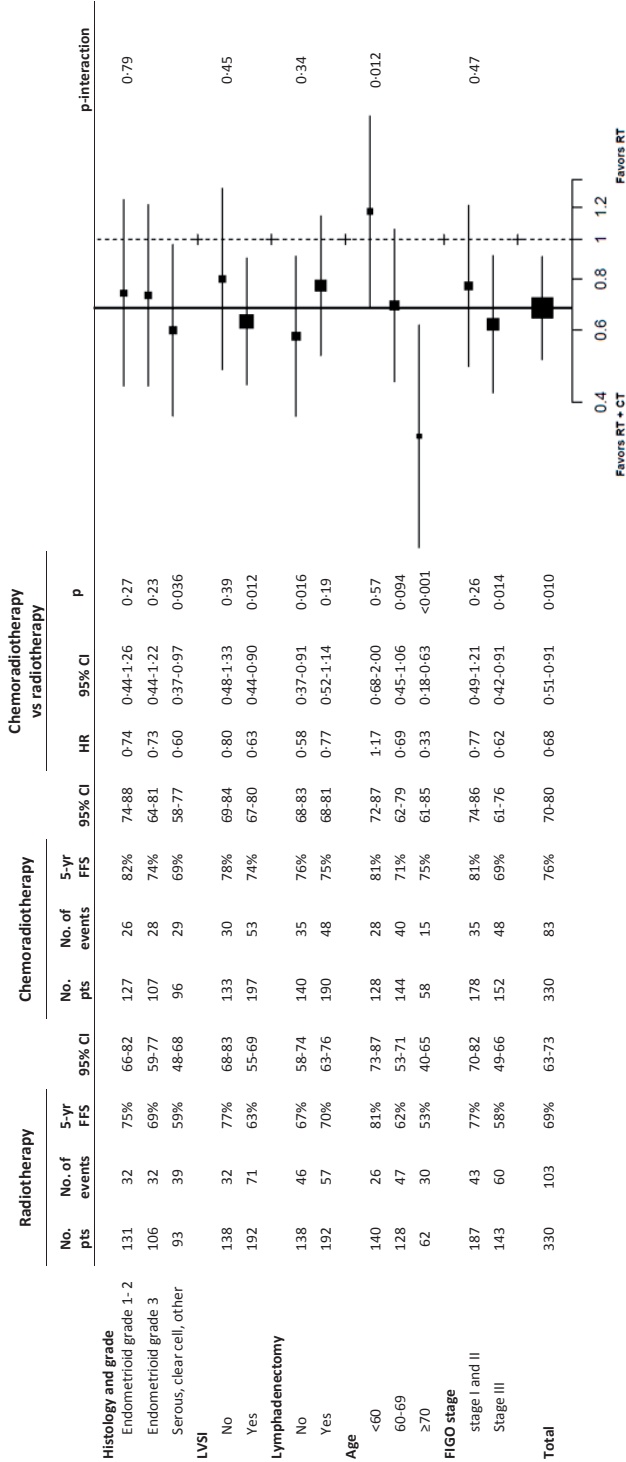 Radiotherapy Chemoradiotherapy Chemoradiotherapy vs radiotherapy
No. pts No. of events 5-yr FFS 95% CI No. pts No. of events 5-yr FFS 95% CI HR 95% CI p p-interaction
Histology and grade 0·79
Endometrioid grade 1- 2 131 32 75% 66-82 127 26 82% 74-88 0·74 0·44-1·26 0·27
Endometrioid grade 3 106 32 69% 59-77 107 28 74% 64-81 0·73 0·44-1·22 0·23
Serous, clear cell, other 93 39 59% 48-68 96 29 69% 58-77 0·60 0·37-0·97 0·036
LVSI 0·45
No 138 32 77% 68-83 133 30 78% 69-84 0·80 0·48-1·33 0·39
Yes 192 71 63% 55-69 197 53 74% 67-80 0·63 0·44-0·90 0·012
Lymphadenectomy 0·34
No 138 46 67% 58-74 140 35 76% 68-83 0·58 0·37-0·91 0·016
Yes 192 57 70% 63-76 190 48 75% 68-81 0·77 0·52-1·14 0·19
Age 0·012
<60 140 26 81% 73-87 128 28 81% 72-87 1·17 0·68-2·00 0·57
60-69 128 47 62% 53-71 144 40 71% 62-79 0·69 0·45-1·06 0·094
≥70 62 30 53% 40-65 58 15 75% 61-85 0·33 0·18-0·63 <0·001
FIGO stage 0·47
stage I and II 187 43 77% 70-82 178 35 81% 74-86 0·77 0·49-1·21 0·26
Stage III 143 60 58% 49-66 152 48 69% 61-76 0·62 0·42-0·91 0·014
Total 330 103 69% 63-73 330 83 76% 70-80 0·68 0·51-0·91 0·010
0.4 0.6 0.8 1 1.2
Favors RT + CT Favors RT